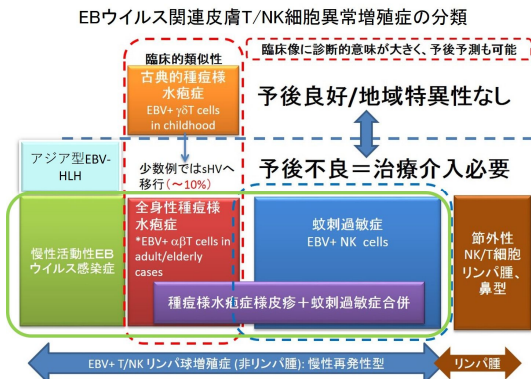 EBウイルス関連皮膚T/NK細胞異常増殖症の分類
臨床的類似性
臨床像に診断的意味が大きく、予後予測も可能
古典的種痘様
水疱症
EBV+ γδT cells
in childhood
予後良好/地域特異性なし
アジア型EBV-
HLH
少数例ではsHVへ
移行(～10%)
予後不良＝治療介入必要
慢性活動性EB
ウイルス感染症
全身性種痘様
水疱症
*EBV+ αβT cells in
adult/elderly
cases
蚊刺過敏症
EBV+ NK cells
節外性
NK/T細胞
リンパ腫、
鼻型
種痘様水疱症様皮疹＋蚊刺過敏症合併
EBV+ T/NKリンパ球増殖症 (非リンパ腫): 慢性再発性型
リンパ腫